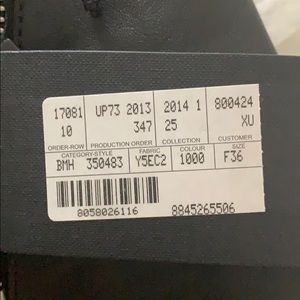 17081 UP73 2013 2014 1 800424
10 347 25 XU
ORDER-ROW PRODUCTION ORDER COLLECTION CUSTOMER
CATEGORY-STYLE FABRIC COLOUR SIZE
BMH 350483 Y5EC2 1000 F36
8058026116 8845265506